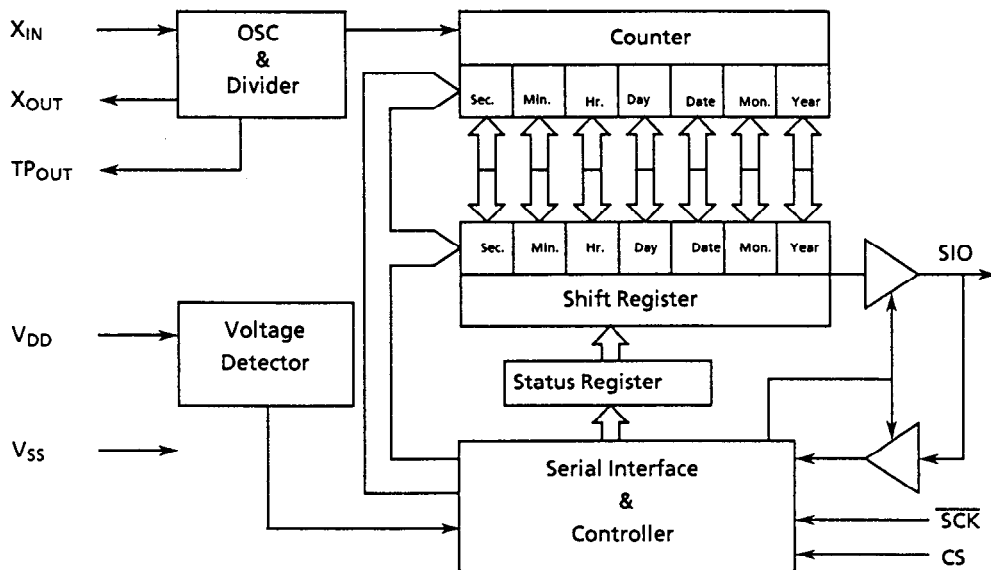 XIN
OSC
&
Divider
Counter
XOUT
Sec. Min. Hr. Day Date Mon. Year
TPOUT
Sec. Min. Hr. Day Date Mon. Year
SIO
Shift Register
VDD
Voltage
Detector
Status Register
VSS
Serial Interface
&
Controller
SCK
CS